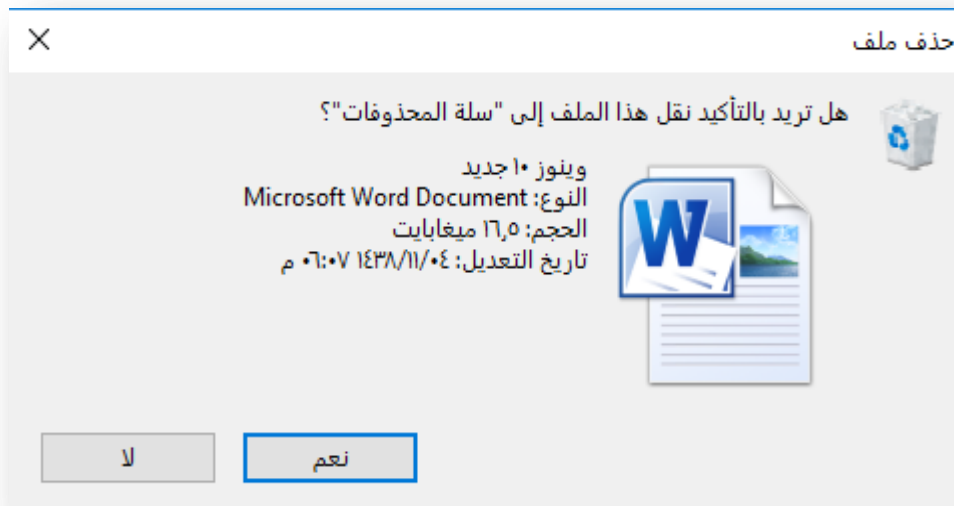 حذف ملف
هل تريد بالتأكيد نقل هذا الملف إلى "سلة المحذوفات"؟
وينوز ١٠ جديد
النوع: Microsoft Word Document
الحجم: ١٦,٥ ميغابايت
تاريخ التعديل: ١٤٣٨/١١/٠٤ ٠٦:٠٧ م
نعم
لا